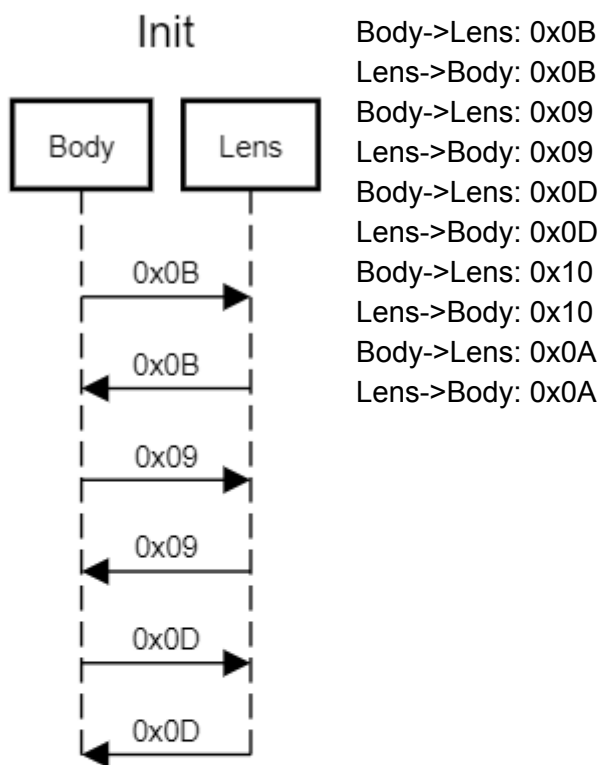 Init
Body
Lens
0x0B
0x0B
0x09
0x09
0x0D
0x0D
Body->Lens: 0x0B
Lens->Body: 0x0B
Body->Lens: 0x09
Lens->Body: 0x09
Body->Lens: 0x0D
Lens->Body: 0x0D
Body->Lens: 0x10
Lens->Body: 0x10
Body->Lens: 0x0A
Lens->Body: 0x0A